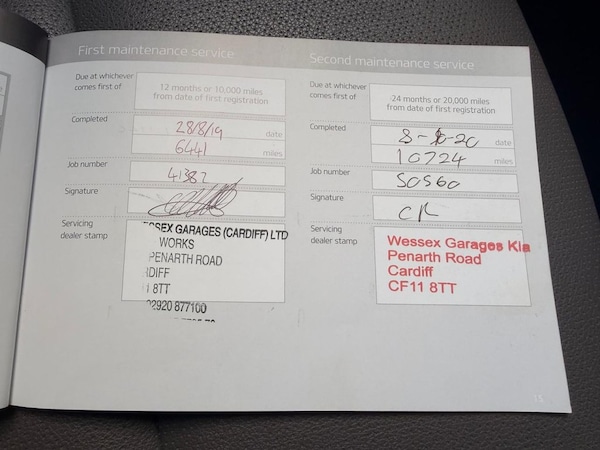 First maintenance service
Due at whichever
comes first of
12 months or 10,000 miles
from date of first registration
Completed
28/8/19 date
6441 miles
Job number
41382
Signature
Servicing
dealer stamp
WESSEX GARAGES (CARDIFF) LTD
WORKS
PENARTH ROAD
RDIFF
11 8TT
02920 877100
Second maintenance service
Due at whichever
comes first of
24 months or 20,000 miles
from date of first registration
Completed
date
10724 miles
Job number
50560
Signature
Servicing
dealer stamp
Wessex Garages Kia
Penarth Road
Cardiff
CF11 8TT
13